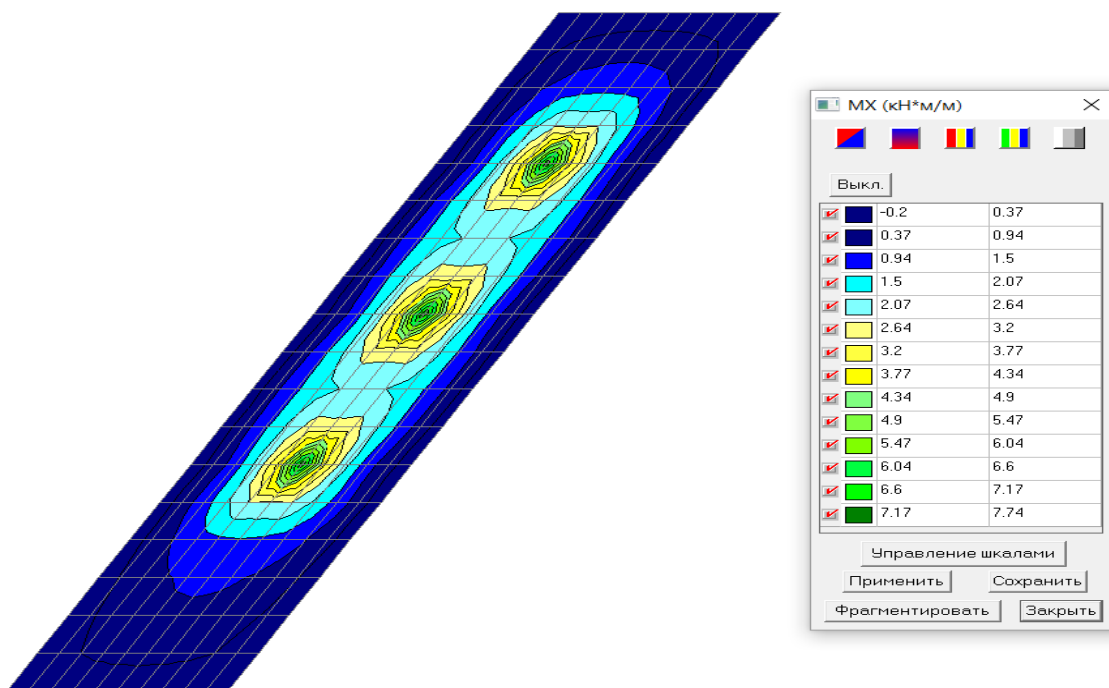 MX (кН*м/м)
Выкл.
-0.2 0.37
0.37 0.94
0.94 1.5
1.5 2.07
2.07 2.64
2.64 3.2
3.2 3.77
3.77 4.34
4.34 4.9
4.9 5.47
5.47 6.04
6.04 6.6
6.6 7.17
7.17 7.74
Управление шкалами
Применить Сохранить
Фрагментировать Закрыть